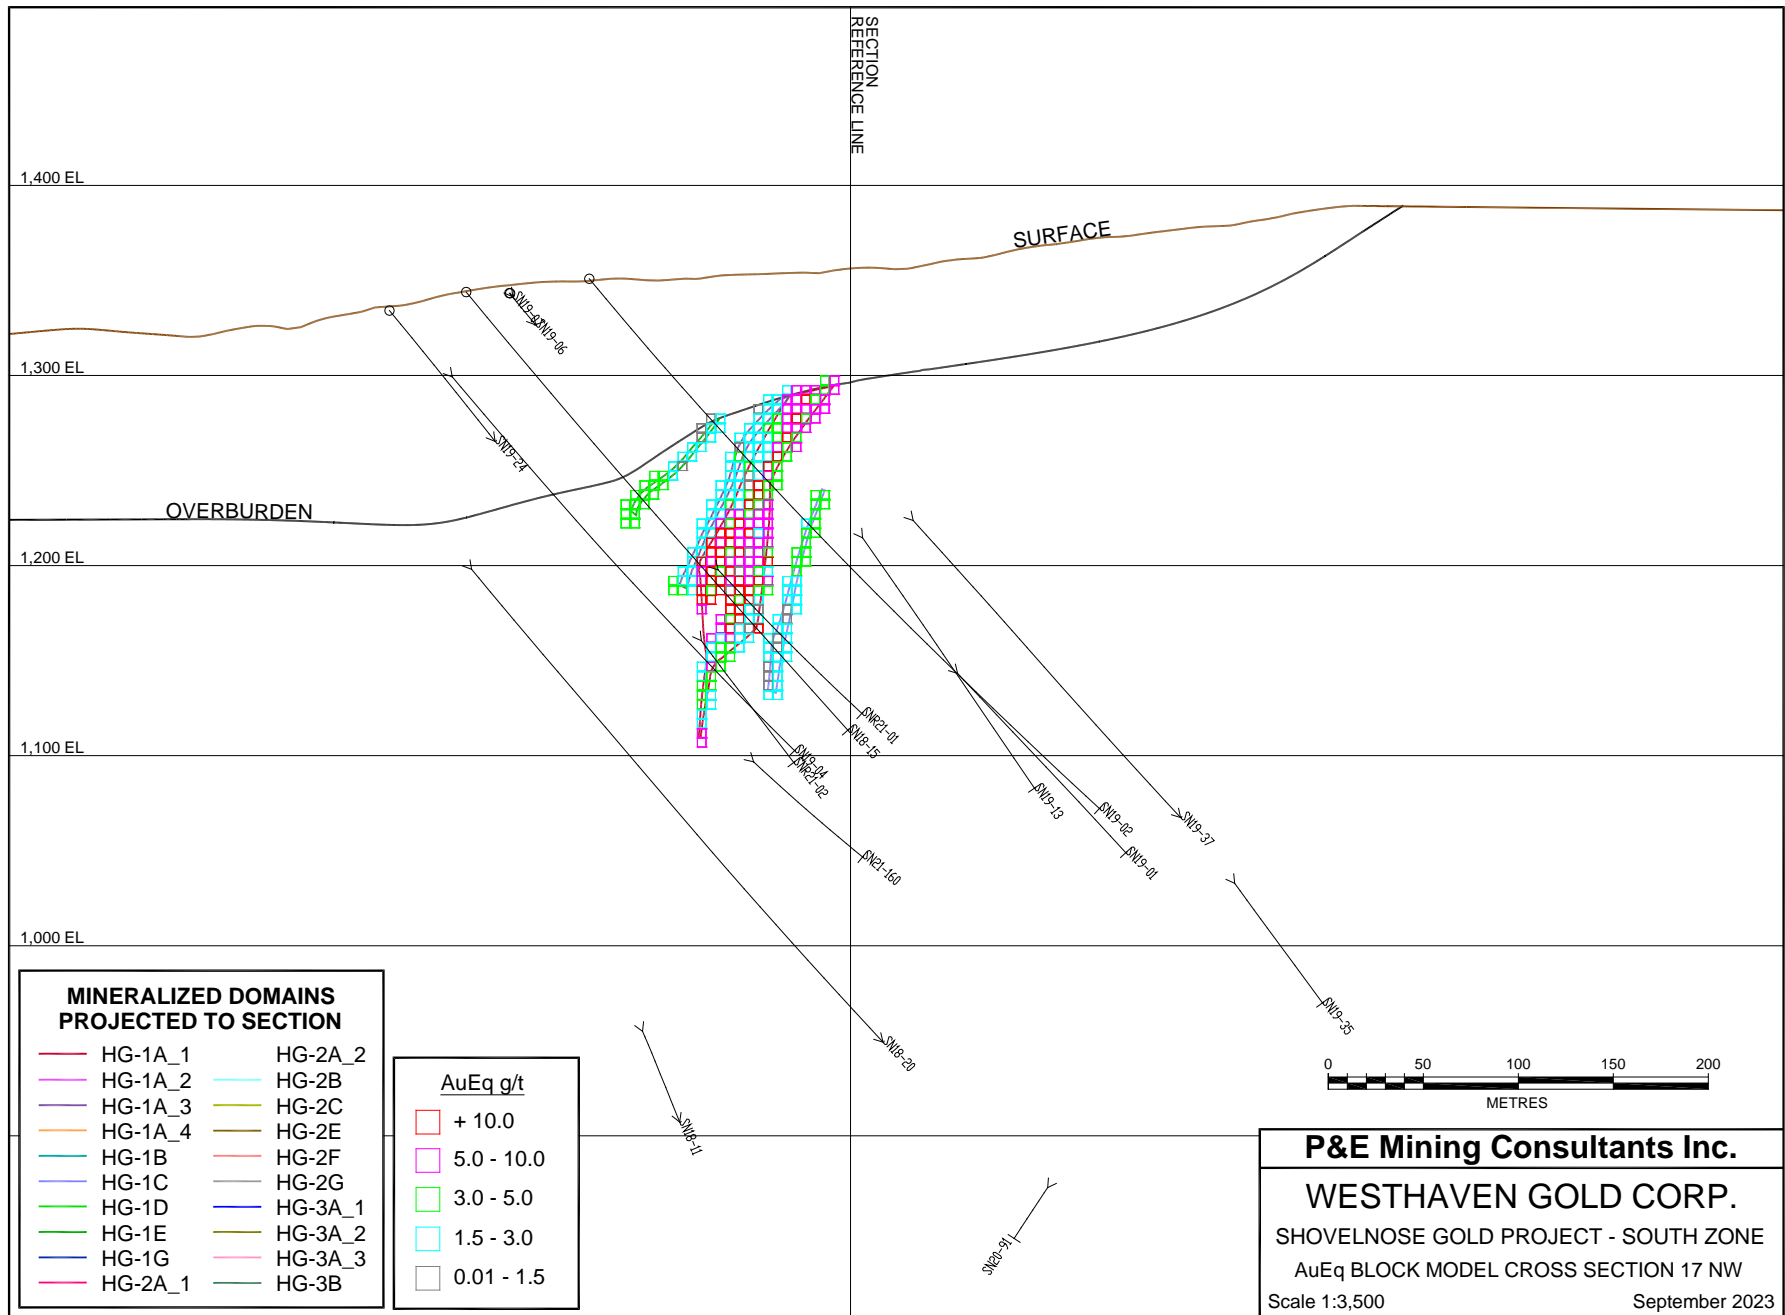 SECTION
REFERENCE LINE
1,400 EL
SURFACE
SN19-06
1,300 EL
SN19-24
OVERBURDEN
1,200 EL
SNR21-01
SN18-15
1,100 EL
SN19-04
SNR21-02
SN19-13
SN19-02
SN19-37
SN19-01
SN21-160
1,000 EL
SN19-35
SN18-20
SN18-11
SN20-91
MINERALIZED DOMAINS
PROJECTED TO SECTION
HG-1A_1
HG-1A_2
HG-1A_3
HG-1A_4
HG-1B
HG-1C
HG-1D
HG-1E
HG-1G
HG-2A_1
HG-2A_2
HG-2B
HG-2C
HG-2E
HG-2F
HG-2G
HG-3A_1
HG-3A_2
HG-3A_3
HG-3B
AuEq g/t
+ 10.0
5.0 - 10.0
3.0 - 5.0
1.5 - 3.0
0.01 - 1.5
0 50 100 150 200
METRES
P&E Mining Consultants Inc.
WESTHAVEN GOLD CORP.
SHOVELNOSE GOLD PROJECT - SOUTH ZONE
AuEq BLOCK MODEL CROSS SECTION 17 NW
Scale 1:3,500 September 2023